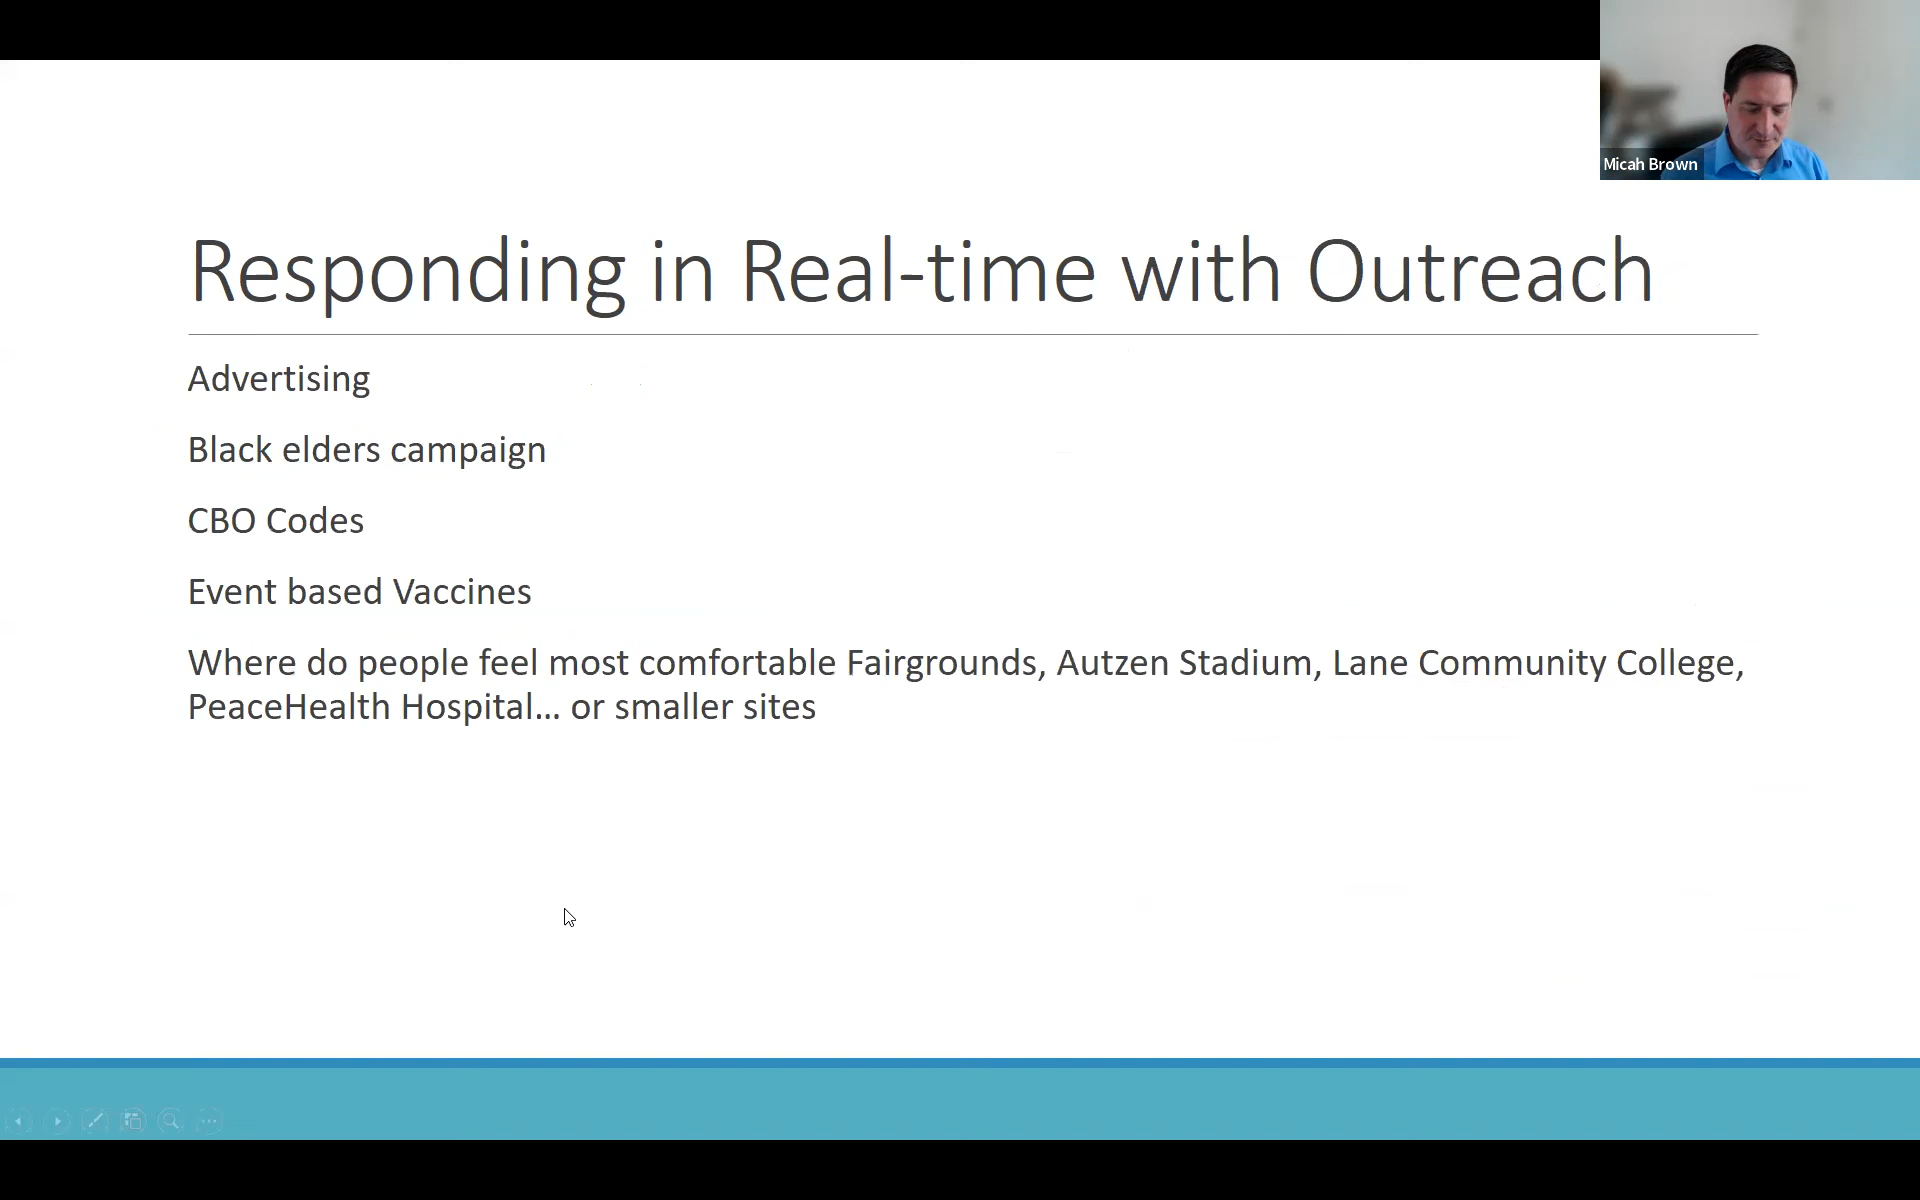 Micah Brown
Responding in Real-time with Outreach
Advertising
Black elders campaign
CBO Codes
Event based Vaccines
Where do people feel most comfortable Fairgrounds, Autzen Stadium, Lane Community College,
PeaceHealth Hospital... or smaller sites